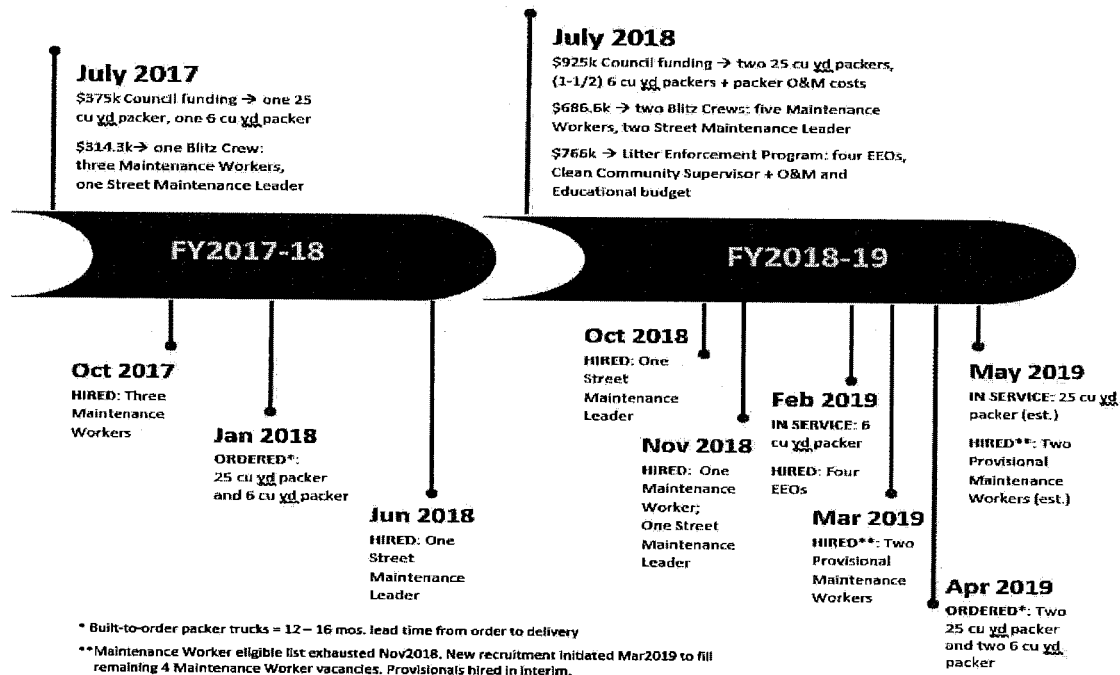 July 2017
$375k Council funding → one 25
cu yd packer, one 6 cu yd packer
$314.3k→ one Blitz Crew:
three Maintenance Workers,
one Street Maintenance Leader
July 2018
$925k Council funding → two 25 cu yd packers,
(1-1/2) 6 cu yd packers + packer O&M costs
$686.6k → two Blitz Crews: five Maintenance
Workers, two Street Maintenance Leader
$766k → Litter Enforcement Program: four EEOs,
Clean Community Supervisor + O&M and
Educational budget
FY2017-18
FY2018-19
Oct 2017
HIRED: Three
Maintenance
Workers
Jan 2018
ORDERED*:
25 cu yd packer
and 6 cu yd packer
Jun 2018
HIRED: One
Street
Maintenance
Leader
Oct 2018
HIRED: One
Street
Maintenance
Leader
Nov 2018
HIRED: One
Maintenance
Worker;
One Street
Maintenance
Leader
Feb 2019
IN SERVICE: 6
cu yd packer
HIRED: Four
EEOs
Mar 2019
HIRED**: Two
Provisional
Maintenance
Workers
Apr 2019
ORDERED*: Two
25 cu yd packer
and two 6 cu yd
packer
May 2019
IN SERVICE: 25 cu yd
packer (est.)
HIRED**: Two
Provisional
Maintenance
Workers (est.)
* Built-to-order packer trucks = 12 – 16 mos. lead time from order to delivery
**Maintenance Worker eligible list exhausted Nov2018. New recruitment initiated Mar2019 to fill
remaining 4 Maintenance Worker vacancies. Provisionals hired in interim.